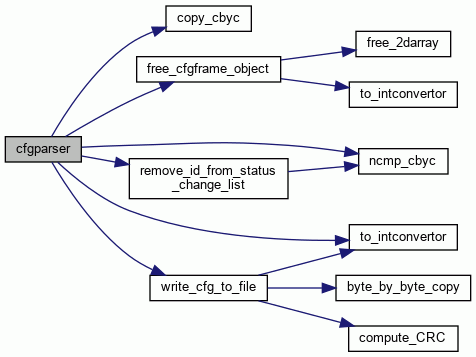 copy_cbyc
free_2darray
free_cfgframe_object
to_intconvertor
cfgparser
ncmp_cbyc
remove_id_from_status
_change_list
to_intconvertor
write_cfg_to_file
byte_by_byte_copy
compute_CRC